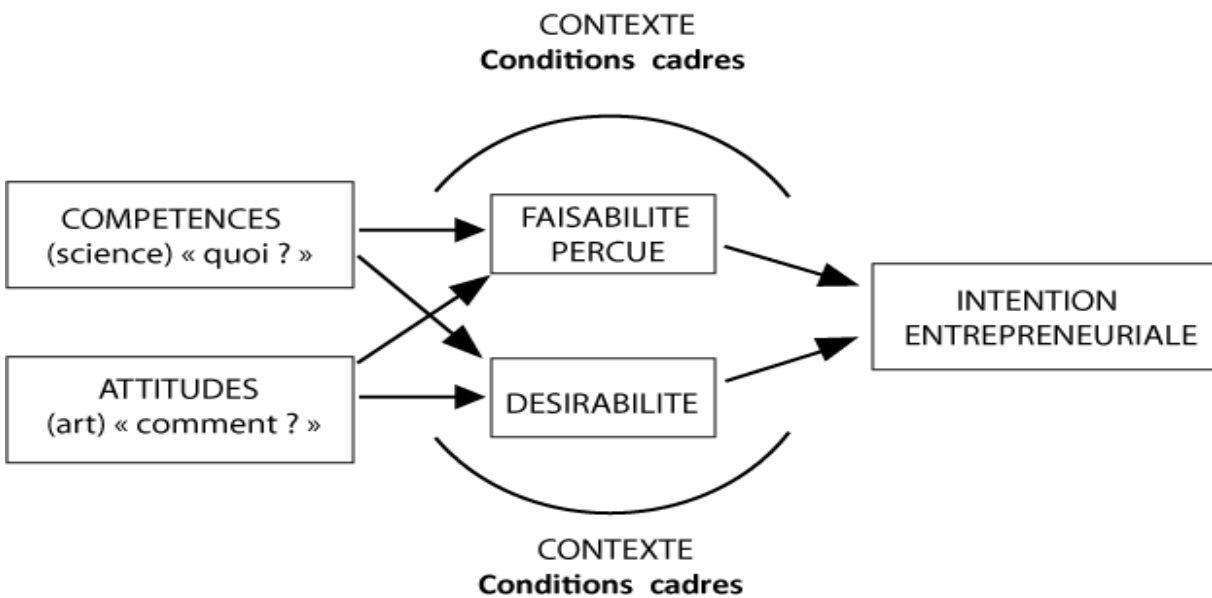 CONTEXTE
Conditions cadres
COMPETENCES
(science) « quoi ? »
ATTITUDES
(art) « comment ? »
FAISABILITE
PERCUE
DESIRABILITE
INTENTION
ENTREPRENEURIALE
CONTEXTE
Conditions cadres